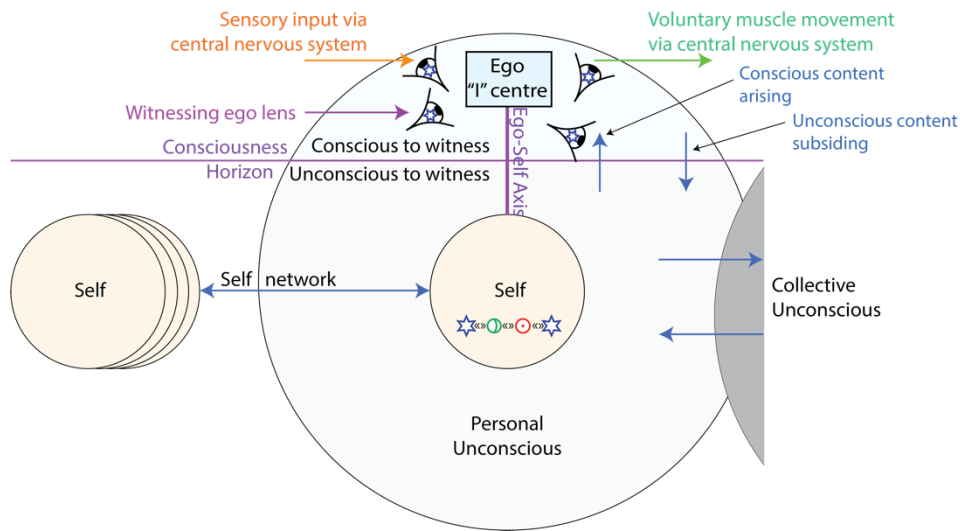 Sensory input via
central nervous system
Voluntary muscle movement
via central nervous system
Ego
"I" centre
Conscious content
arising
Witnessing ego lens
Unconscious content
subsiding
Ego-Self Axis
Consciousness
Horizon
Conscious to witness
Unconscious to witness
Self
Self network
Self
Collective
Unconscious
Personal
Unconscious